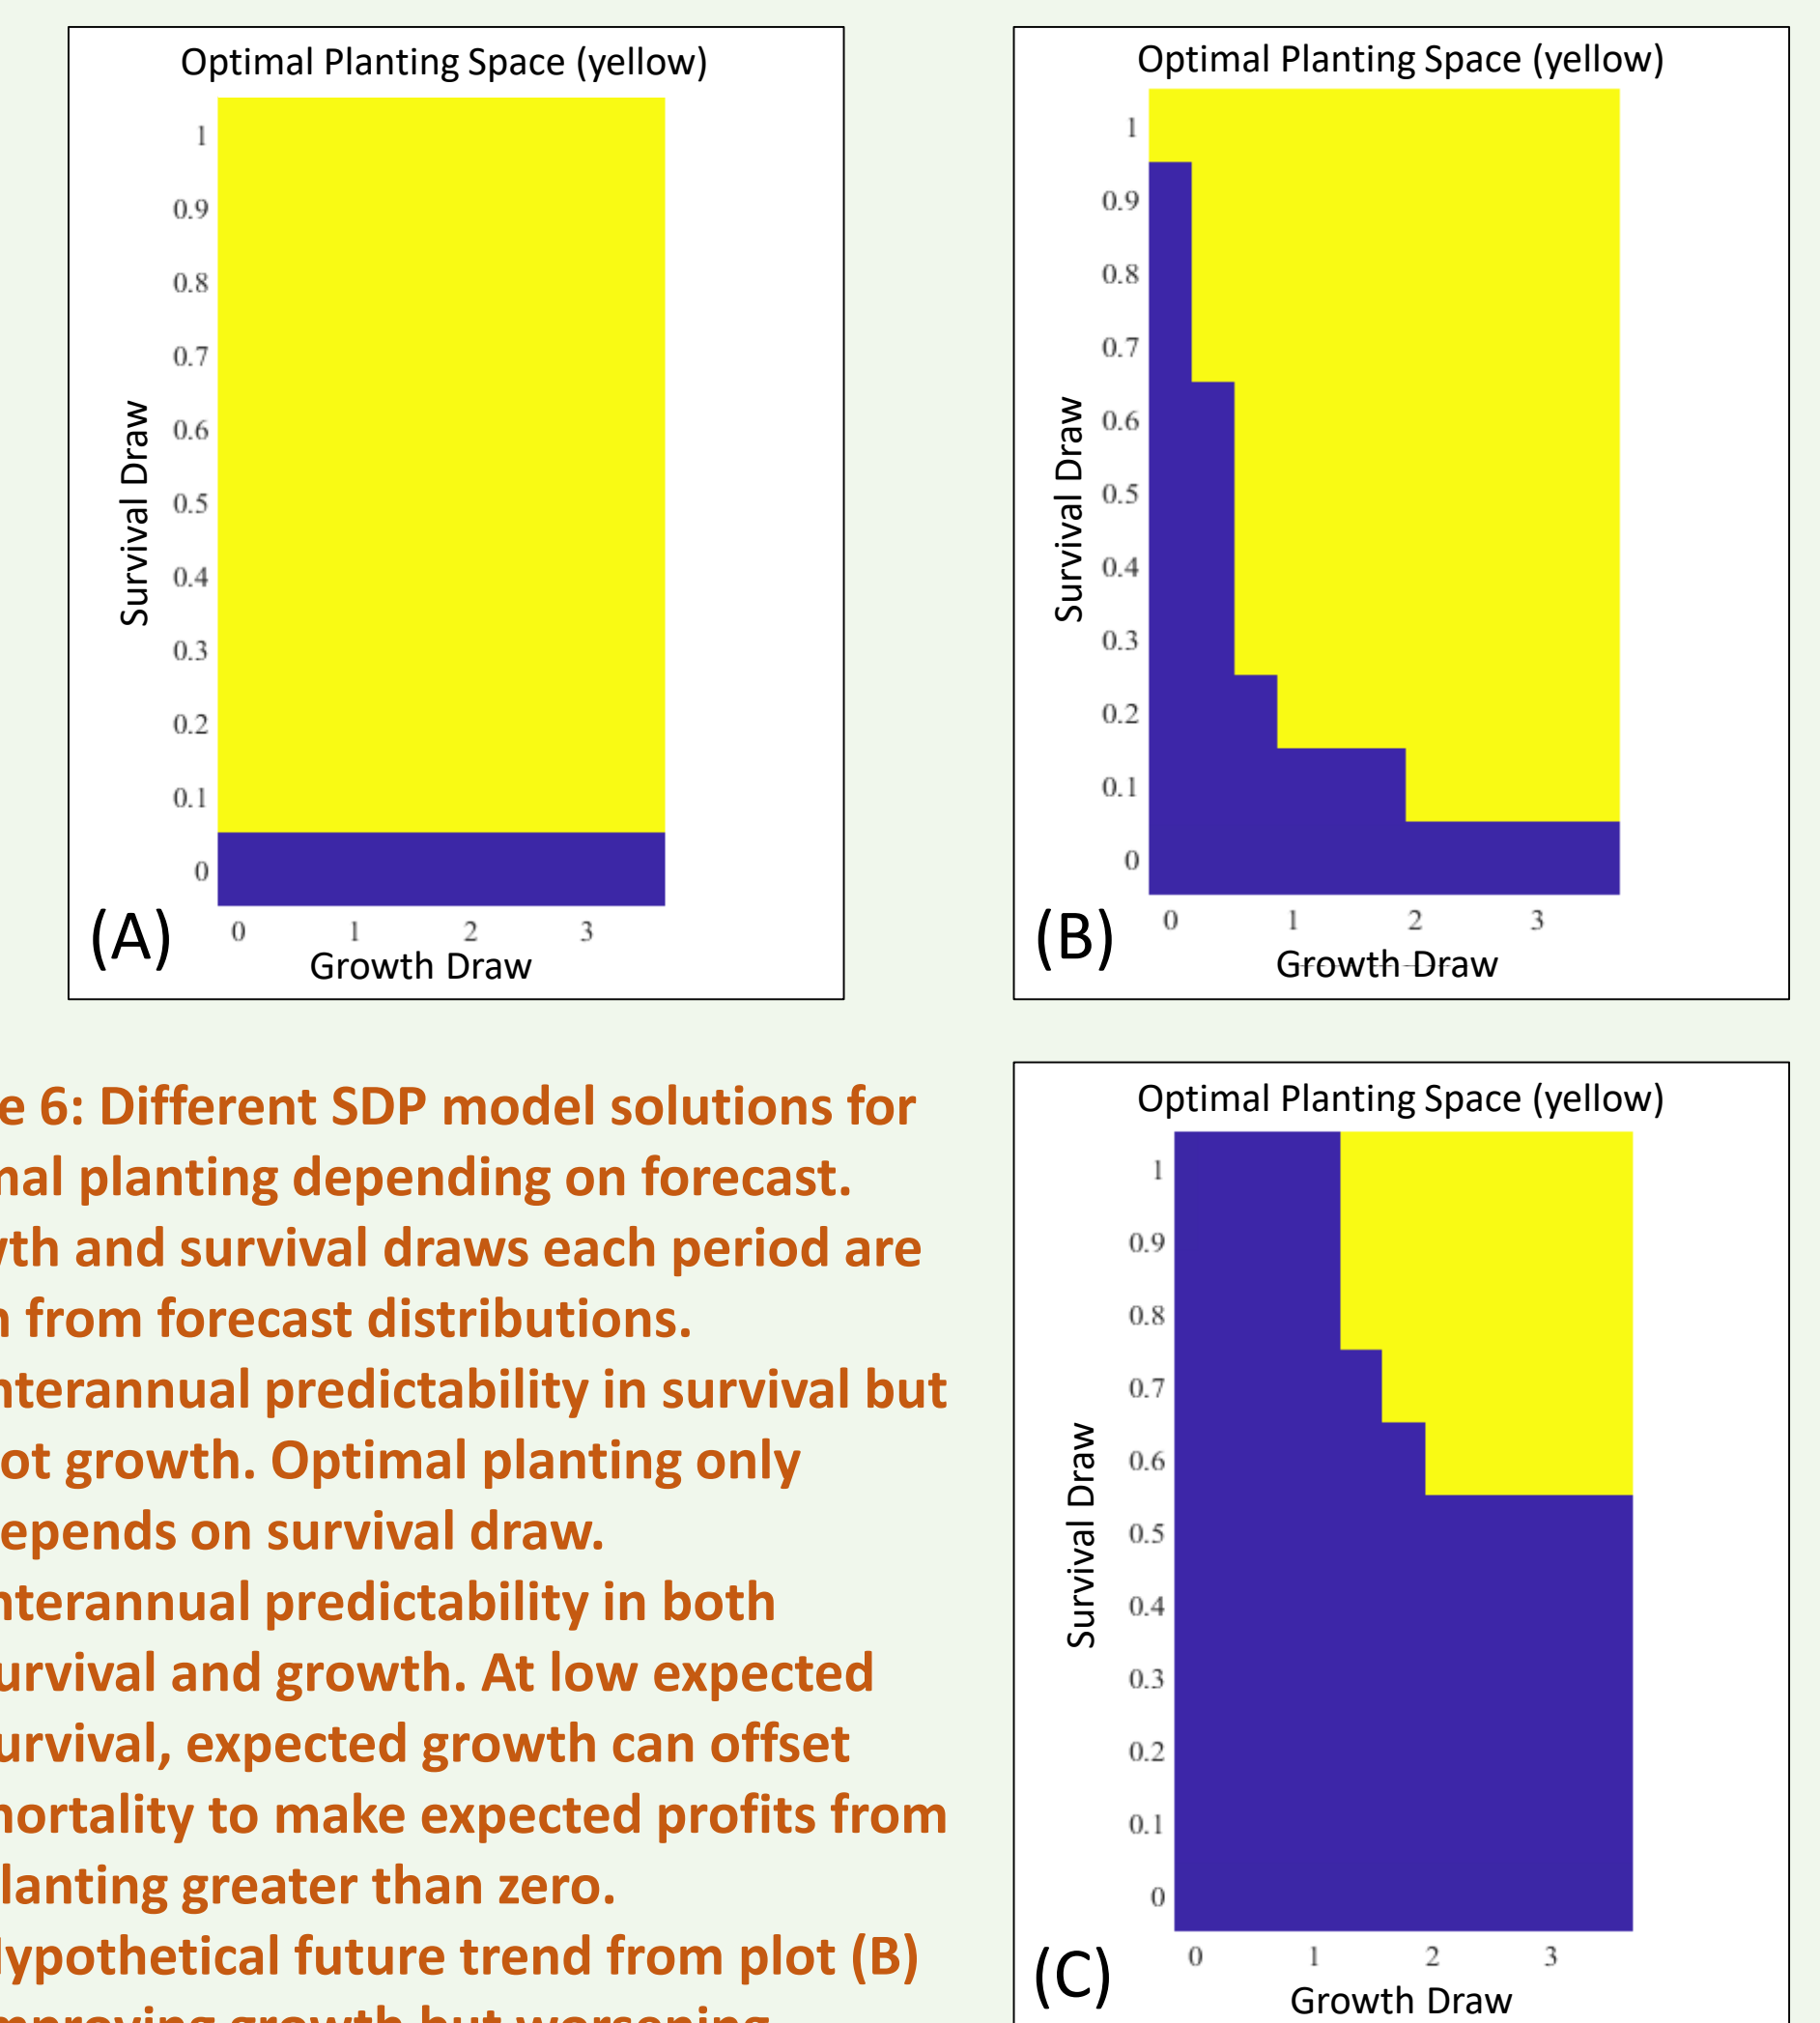 Optimal Planting Space (yellow)
1
0.9
0.8
0.7
0.6
0.5
0.4
0.3
0.2
0.1
0
Survival Draw
0 1 2 3
Growth Draw
(A)
Optimal Planting Space (yellow)
1
0.9
0.8
0.7
0.6
0.5
0.4
0.3
0.2
0.1
0
Survival Draw
0 1 2 3
Growth Draw
(B)
e 6: Different SDP model solutions for
nal planting depending on forecast.
th and survival draws each period are
from forecast distributions.
nterannual predictability in survival but
ot growth. Optimal planting only
epends on survival draw.
nterannual predictability in both
urvival and growth. At low expected
urvival, expected growth can offset
ortality to make expected profits from
lanting greater than zero.
ypothetical future trend from plot (B)
mproving growth but worsening
Optimal Planting Space (yellow)
1
0.9
0.8
0.7
0.6
0.5
0.4
0.3
0.2
0.1
0
Survival Draw
0 1 2 3
Growth Draw
(C)